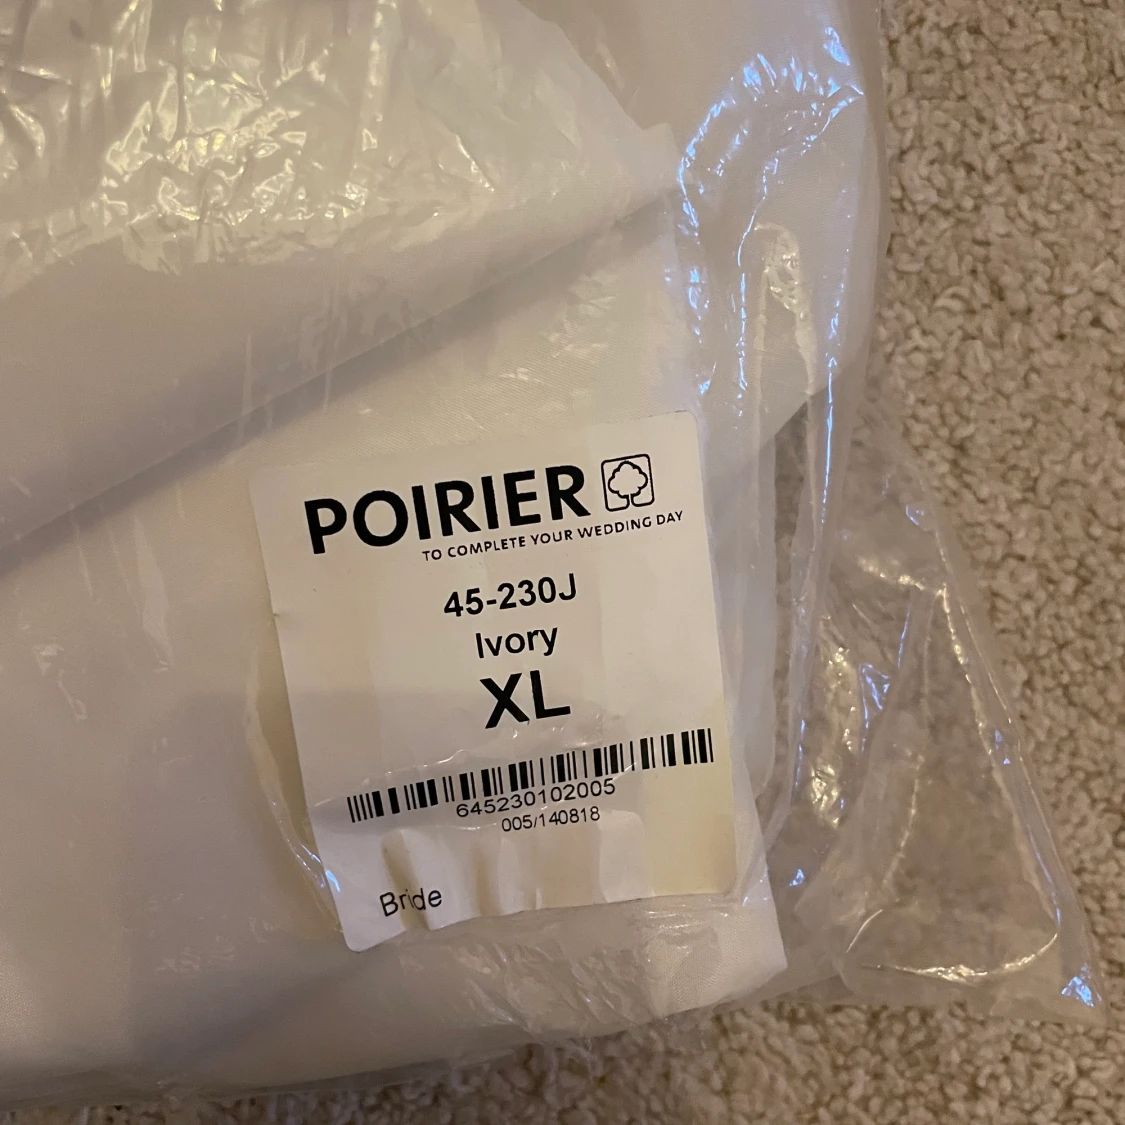 POIRIER
TO COMPLETE YOUR WEDDING DAY
45-230J
Ivory
XL
645230102005
005/140818
Bride